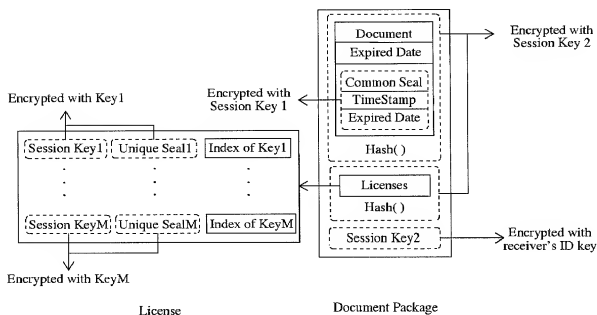 Document
Expired Date
Common Seal
TimeStamp
Expired Date
Hash( )
Licenses
Hash( )
Session Key2
Encrypted with
Session Key 2
Encrypted with
Session Key 1
Encrypted with
receiver's ID key
Encrypted with Key1
Session Key1 Unique Seal1 Index of Key1
Session KeyM Unique SealM Index of KeyM
Encrypted with KeyM
License
Document Package